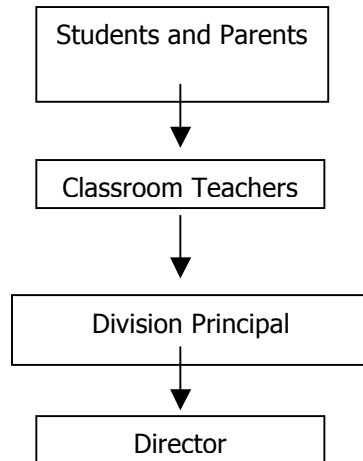 Students and Parents
Classroom Teachers
Division Principal
Director